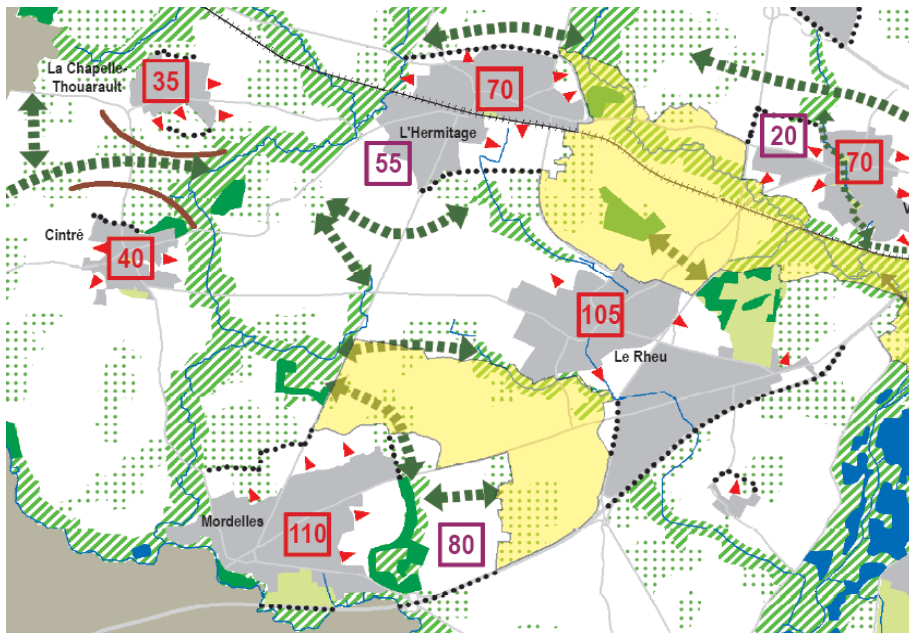 La Chapelle-
Thouarault
35
70
20
70
V
L'Hermitage
55
Cintré
40
105
Le Rheu
Mordelles
110
80